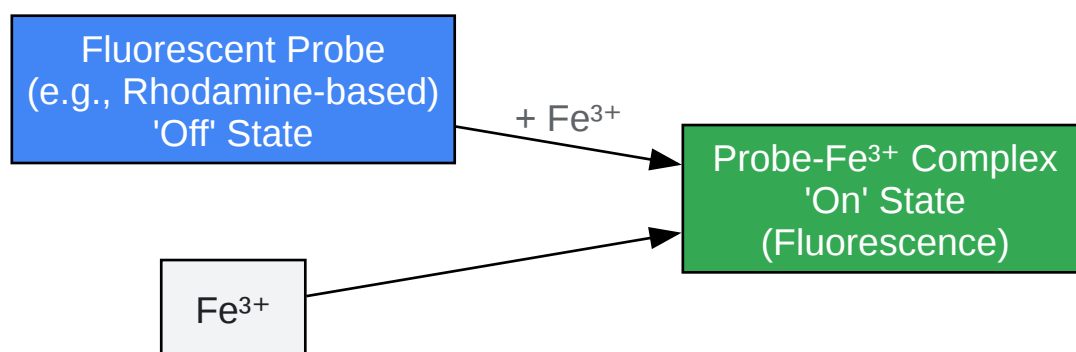 Fluorescent Probe
(e.g., Rhodamine-based)
'Off' State
+ Fe³⁺
Probe-Fe³⁺ Complex
'On' State
(Fluorescence)
Fe³⁺